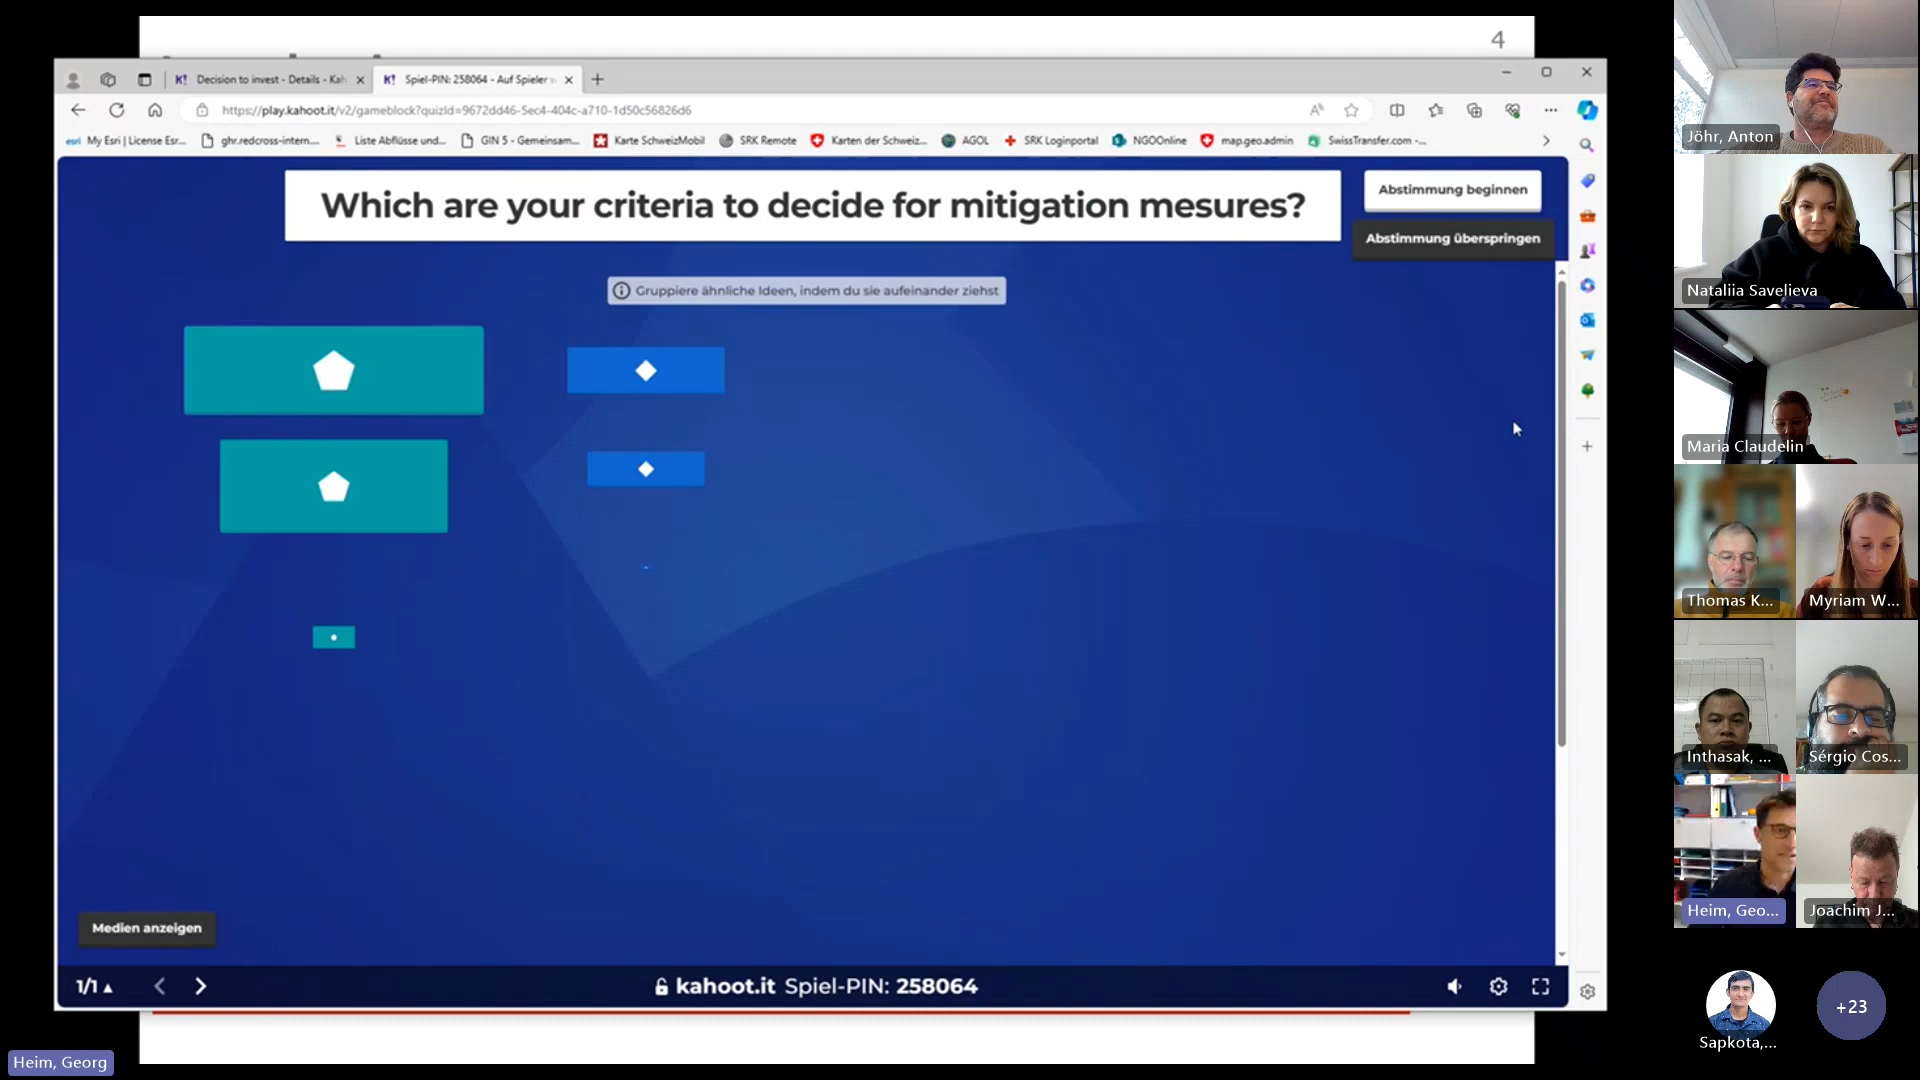 4
Decision to invest - Details - Kah
Spiel-PIN: 258064 - Auf Spieler w
https://play.kahoot.it/v2/gameblock?quizId=9672dd46-5ec4-404c-a710-1d50c56826d6
esri My Esri | License Esr...
ghr.redcross-intern....
Liste Abflüsse und...
GIN 5 - Gemeinsam...
Karte SchweizMobil
SRK Remote
Karten der Schweiz...
AGOL
SRK Loginportal
NGOOnline
map.geo.admin
SwissTransfer.com -...
Which are your criteria to decide for mitigation mesures?
Abstimmung beginnen
Abstimmung überspringen
Gruppiere ähnliche Ideen, indem du sie aufeinander ziehst
Medien anzeigen
1/1
kahoot.it Spiel-PIN: 258064
Heim, Georg
Jöhr, Anton
Nataliia Savelieva
Maria Claudelin
Thomas K...
Myriam W...
Inthasak, ...
Sérgio Cos...
Heim, Geo...
Joachim J...
Sapkota,...
+23